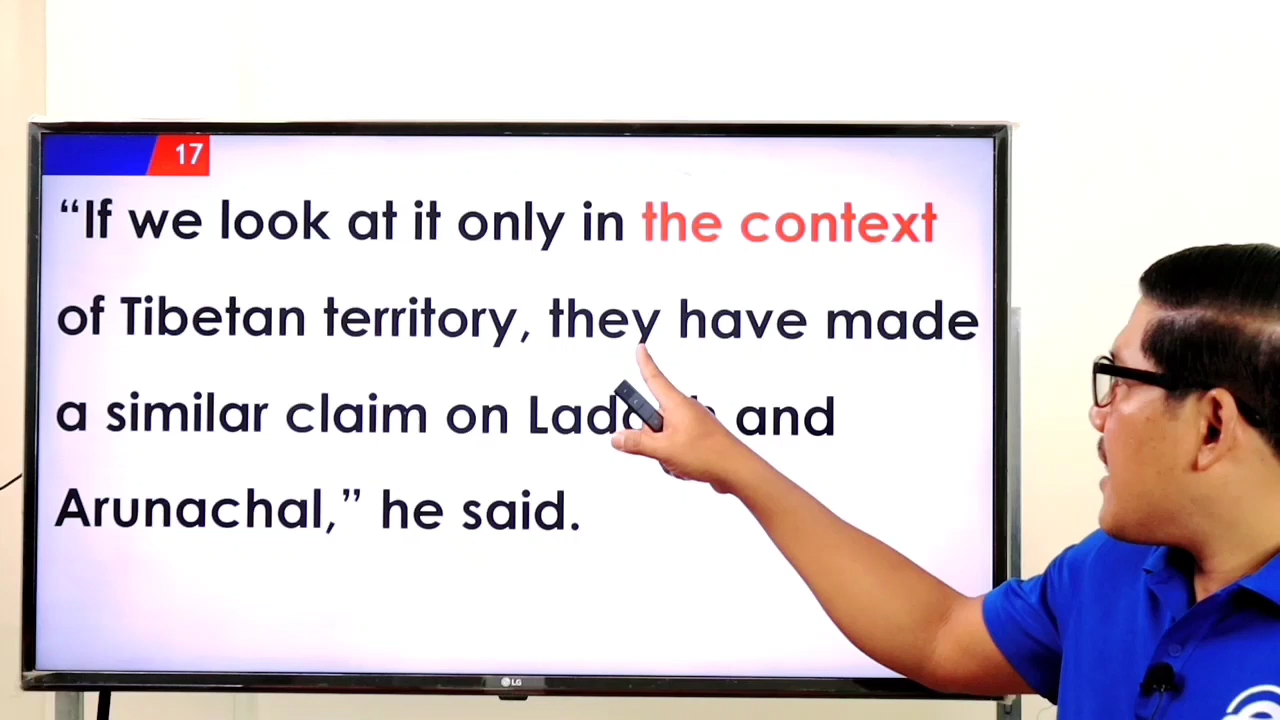 17
“If we look at it only in the context
of Tibetan territory, they have made
a similar claim on and
Arunachal,” he said.
LG